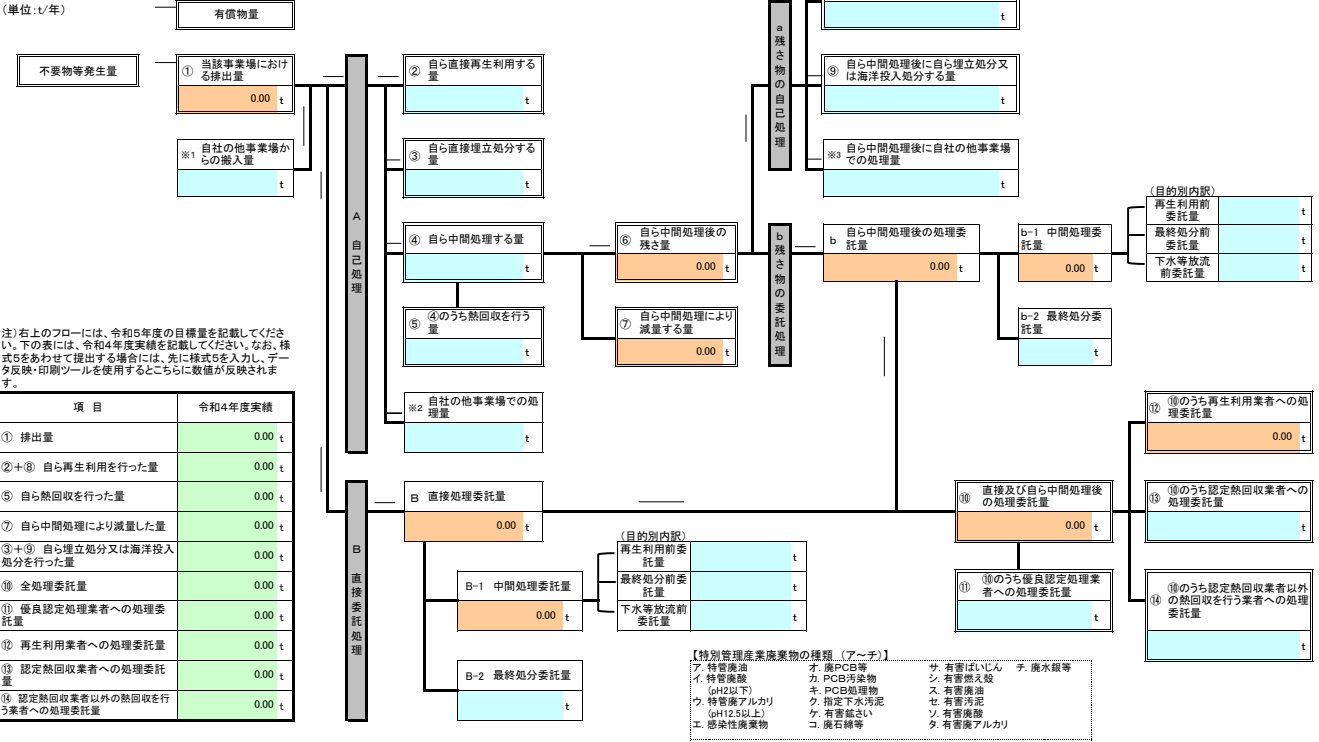 (単位:t/年)
有償物量
t
不要物等発生量
① 当該事業場におけ
る排出量
0.00 t
※1 自社の他事業場か
らの搬入量
t
A 自己処理
② 自ら直接再生利用する
量
t
③ 自ら直接埋立処分する
量
t
④ 自ら中間処理する量
t
⑤ ④のうち熱回収を行う
量
t
※2 自社の他事業場での処
理量
t
⑥ 自ら中間処理後の
残さ量
0.00 t
⑦ 自ら中間処理により
減量する量
0.00 t
a 残さ物の自己処理
⑨ 自ら中間処理後に自ら埋立処分又
は海洋投入処分する量
t
※3 自ら中間処理後に自社の他事業場
での処理量
t
b 残さ物の委託処理
b 自ら中間処理後の処理委
託量
0.00 t
b-1 中間処理委
託量
0.00 t
(目的別内訳)
再生利用前
委託量
t
最終処分前
委託量
t
下水等放流
前委託量
t
b-2 最終処分委
託量
t
注)右上のフローには、令和5年度の目標量を記載してくださ
い。下の表には、令和4年度実績を記載してください。なお、様
式5をあわせて提出する場合には、先に様式5を入力し、デー
タ反映・印刷ツールを使用するとこちらに数値が反映されま
す。
項 目 令和4年度実績
① 排出量 0.00 t
②+⑧ 自ら再生利用を行った量 0.00 t
⑤ 自ら熱回収を行った量 0.00 t
⑦ 自ら中間処理により減量した量 0.00 t
③+⑨ 自ら埋立処分又は海洋投入
処分を行った量 0.00 t
⑩ 全処理委託量 0.00 t
⑪ 優良認定処理業者への処理委
託量 0.00 t
⑫ 再生利用業者への処理委託量 0.00 t
⑬ 認定熱回収業者への処理委託
量 0.00 t
⑭ 認定熱回収業者以外の熱回収を行
う業者への処理委託量 0.00 t
B 直接委託処理
B 直接処理委託量
0.00 t
B-1 中間処理委託量
0.00 t
B-2 最終処分委託量
t
(目的別内訳)
再生利用前委
託量
t
最終処分前委
託量
t
下水等放流前
委託量
t
⑩ 直接及び自ら中間処理後
の処理委託量
0.00 t
⑪ ⑩のうち優良認定処理業
者への処理委託量
t
⑫ ⑩のうち再生利用業者への処
理委託量
0.00 t
⑬ ⑩のうち認定熱回収業者への
処理委託量
t
⑭ ⑩のうち認定熱回収業者以外
の熱回収を行う業者への処理
委託量
t
【特別管理産業廃棄物の種類 (ア~チ)】
ア. 特管廃油 オ. 廃PCB等 サ. 有害ばいじん チ. 廃水銀等
イ. 特管廃酸 カ. PCB汚染物 シ. 有害燃え殻
(pH2以下) キ. PCB処理物 ス. 有害廃油
ウ. 特管廃アルカリ ク. 指定下水汚泥 セ. 有害汚泥
(pH12.5以上) ケ. 有害鉱さい ソ. 有害廃酸
エ. 感染性廃棄物 コ. 廃石綿等 タ. 有害廃アルカリ